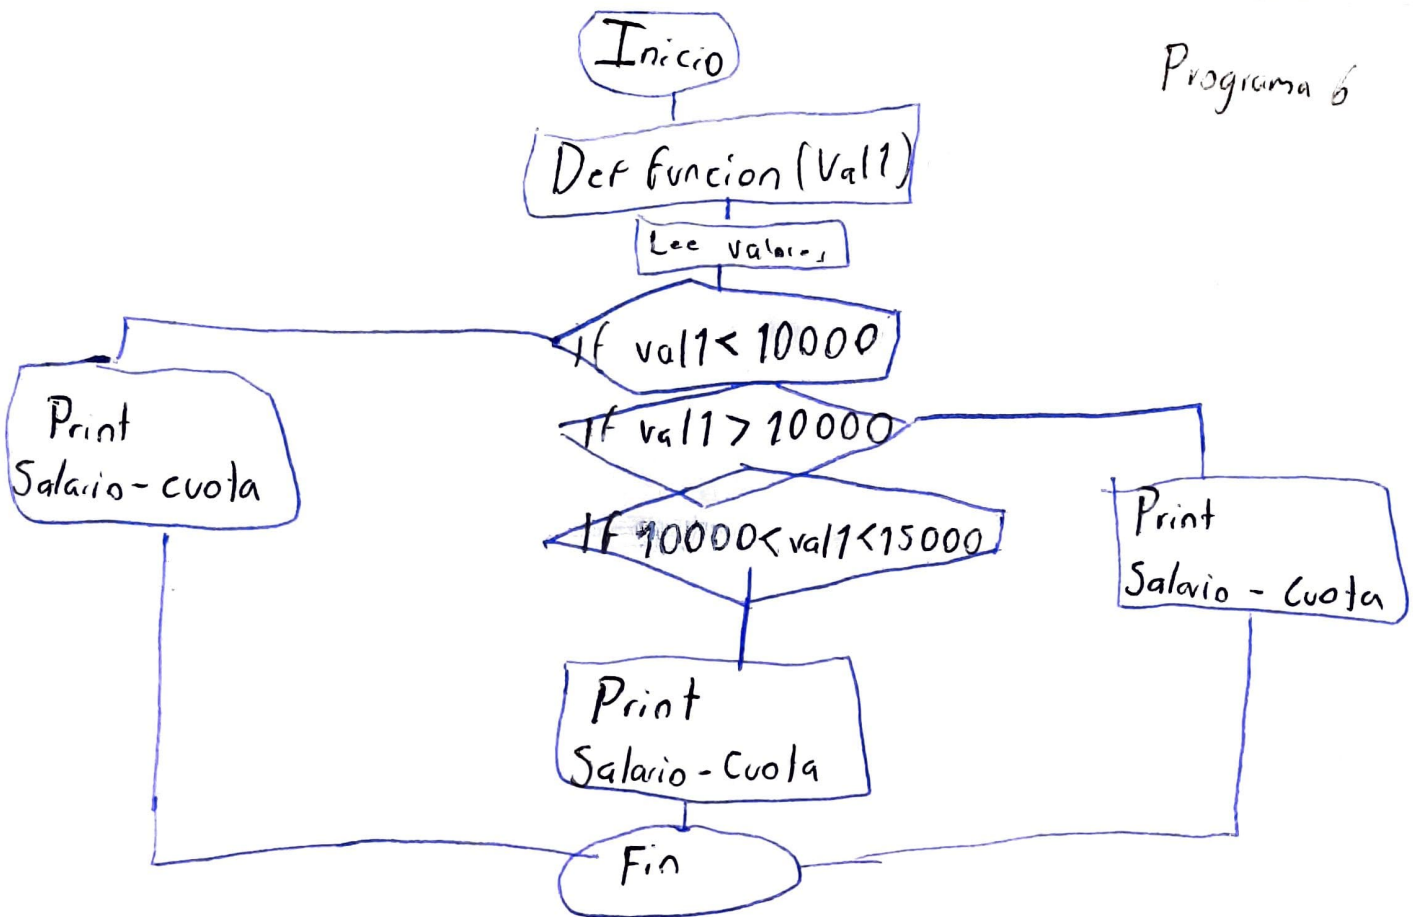 Inicio
Programa 6
Def funcion (Val1)
Lee valores
If val1 < 10000
Print
Salario - cuota
If val1 > 10000
Print
Salario - Cuota
If 10000 < val1 < 15000
Print
Salario - Cuota
Fin